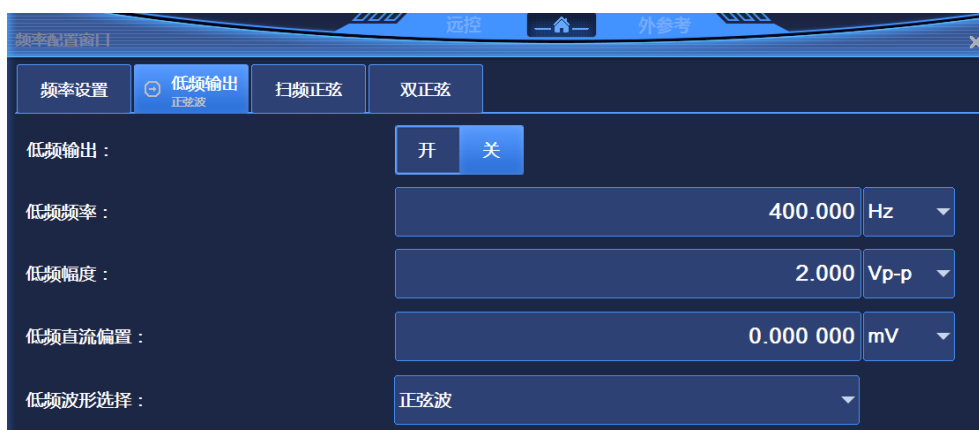 远控 外参考
频率配置窗口
频率设置 低频输出 扫频正弦 双正弦
正弦波
低频输出： 开 关
低频频率： 400.000 Hz
低频幅度： 2.000 Vp-p
低频直流偏置： 0.000 000 mV
低频波形选择： 正弦波